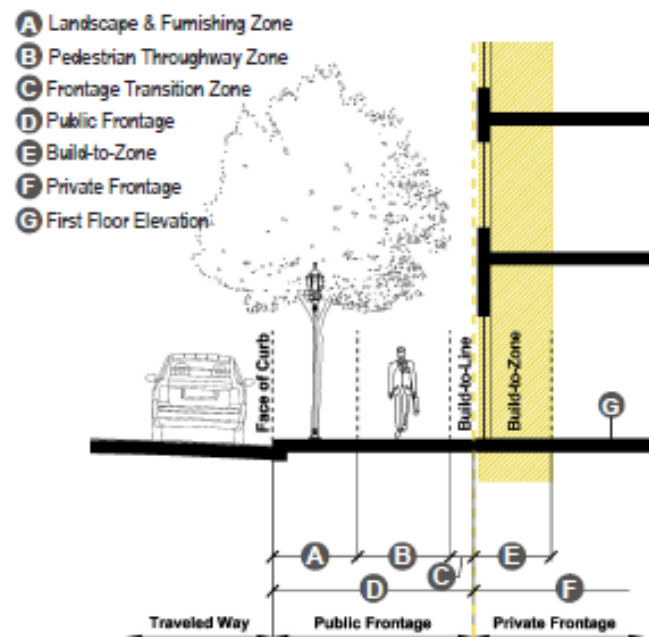 A Landscape & Furnishing Zone
B Pedestrian Throughway Zone
C Frontage Transition Zone
D Public Frontage
E Build-to-Zone
F Private Frontage
G First Floor Elevation
Face of Curb
Build-to-Line
Build-to-Zone
G
A
B
C
E
D
F
Traveled Way
Public Frontage
Private Frontage